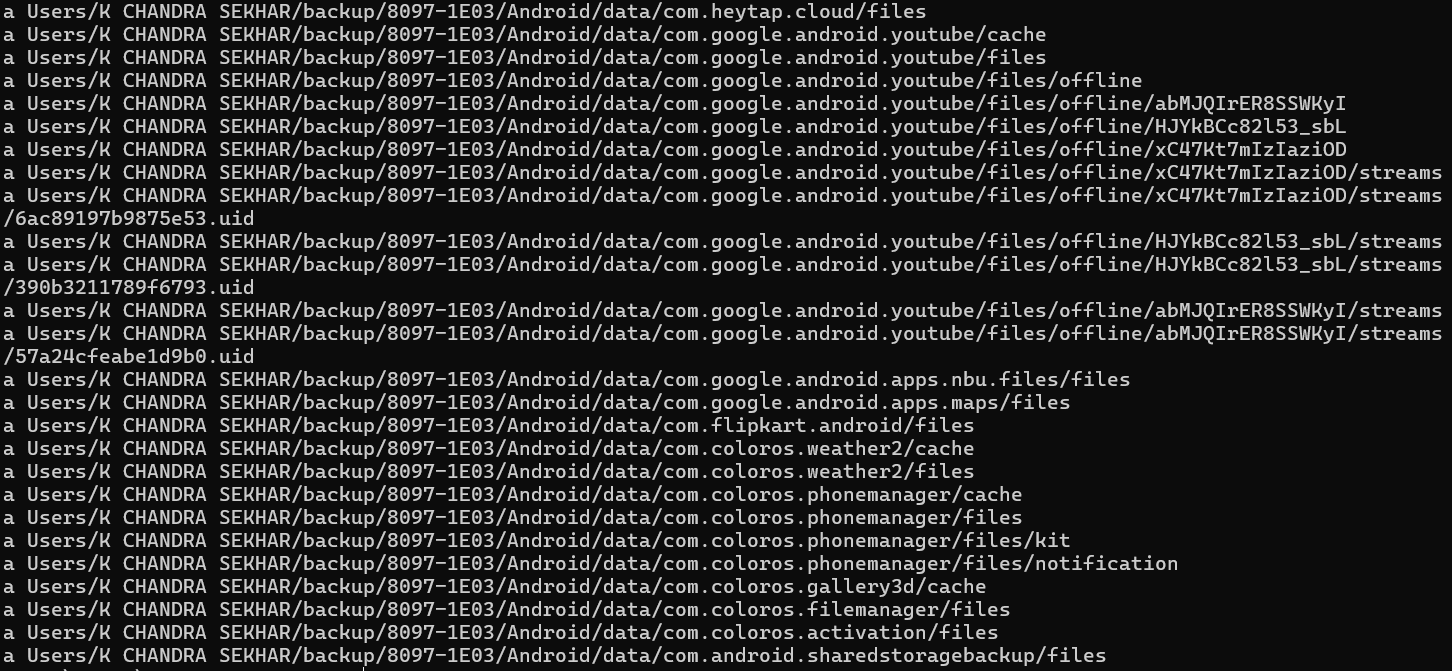 a Users/K CHANDRA SEKHAR/backup/8097-1E03/Android/data/com.heytap.cloud/files
a Users/K CHANDRA SEKHAR/backup/8097-1E03/Android/data/com.google.android.youtube/cache
a Users/K CHANDRA SEKHAR/backup/8097-1E03/Android/data/com.google.android.youtube/files
a Users/K CHANDRA SEKHAR/backup/8097-1E03/Android/data/com.google.android.youtube/files/offline
a Users/K CHANDRA SEKHAR/backup/8097-1E03/Android/data/com.google.android.youtube/files/offline/abMJQIrER8SSWKyI
a Users/K CHANDRA SEKHAR/backup/8097-1E03/Android/data/com.google.android.youtube/files/offline/HJYkBCc82l53_sbL
a Users/K CHANDRA SEKHAR/backup/8097-1E03/Android/data/com.google.android.youtube/files/offline/xC47Kt7mIzIaziOD
a Users/K CHANDRA SEKHAR/backup/8097-1E03/Android/data/com.google.android.youtube/files/offline/xC47Kt7mIzIaziOD/streams
a Users/K CHANDRA SEKHAR/backup/8097-1E03/Android/data/com.google.android.youtube/files/offline/xC47Kt7mIzIaziOD/streams
/6ac89197b9875e53.uid
a Users/K CHANDRA SEKHAR/backup/8097-1E03/Android/data/com.google.android.youtube/files/offline/HJYkBCc82l53_sbL/streams
a Users/K CHANDRA SEKHAR/backup/8097-1E03/Android/data/com.google.android.youtube/files/offline/HJYkBCc82l53_sbL/streams
/390b3211789f6793.uid
a Users/K CHANDRA SEKHAR/backup/8097-1E03/Android/data/com.google.android.youtube/files/offline/abMJQIrER8SSWKyI/streams
a Users/K CHANDRA SEKHAR/backup/8097-1E03/Android/data/com.google.android.youtube/files/offline/abMJQIrER8SSWKyI/streams
/57a24cfeabe1d9b0.uid
a Users/K CHANDRA SEKHAR/backup/8097-1E03/Android/data/com.google.android.apps.nbu.files/files
a Users/K CHANDRA SEKHAR/backup/8097-1E03/Android/data/com.google.android.apps.maps/files
a Users/K CHANDRA SEKHAR/backup/8097-1E03/Android/data/com.flipkart.android/files
a Users/K CHANDRA SEKHAR/backup/8097-1E03/Android/data/com.coloros.weather2/cache
a Users/K CHANDRA SEKHAR/backup/8097-1E03/Android/data/com.coloros.weather2/files
a Users/K CHANDRA SEKHAR/backup/8097-1E03/Android/data/com.coloros.phonemanager/cache
a Users/K CHANDRA SEKHAR/backup/8097-1E03/Android/data/com.coloros.phonemanager/files
a Users/K CHANDRA SEKHAR/backup/8097-1E03/Android/data/com.coloros.phonemanager/files/kit
a Users/K CHANDRA SEKHAR/backup/8097-1E03/Android/data/com.coloros.phonemanager/files/notification
a Users/K CHANDRA SEKHAR/backup/8097-1E03/Android/data/com.coloros.gallery3d/cache
a Users/K CHANDRA SEKHAR/backup/8097-1E03/Android/data/com.coloros.filemanager/files
a Users/K CHANDRA SEKHAR/backup/8097-1E03/Android/data/com.coloros.activation/files
a Users/K CHANDRA SEKHAR/backup/8097-1E03/Android/data/com.android.sharedstoragebackup/files